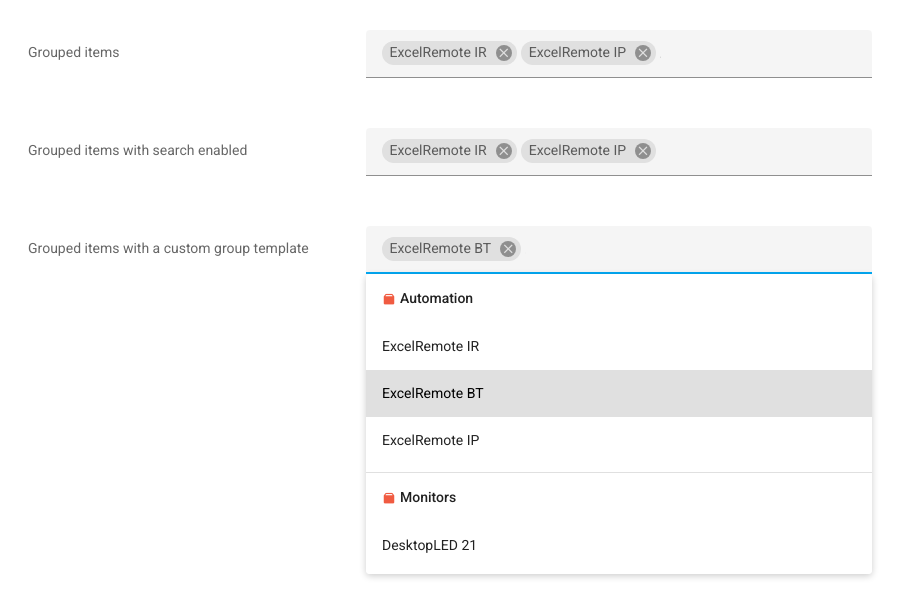 Grouped items
ExcelRemote IR ExcelRemote IP
Grouped items with search enabled
ExcelRemote IR ExcelRemote IP
Grouped items with a custom group template
ExcelRemote BT
Automation
ExcelRemote IR
ExcelRemote BT
ExcelRemote IP
Monitors
DesktopLED 21